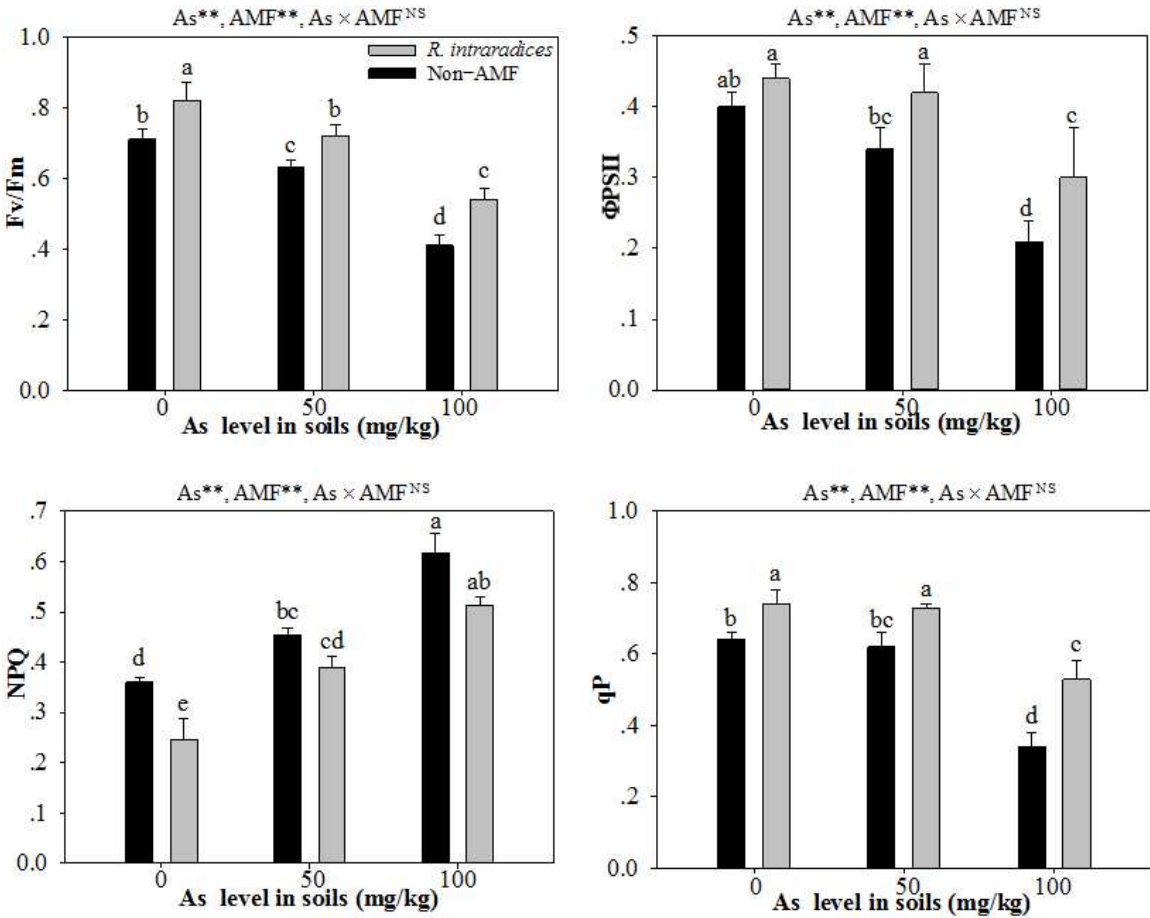 As**, AMF**, As × AMF^NS
1.0
.8
.6
.4
.2
0.0
Fv/Fm
R. intraradices
Non−AMF
b
a
c
b
d
c
0
50
100
As level in soils (mg/kg)
As**, AMF**, As × AMF^NS
.5
.4
.3
.2
.1
0.0
ΦPSII
ab
a
bc
a
d
c
0
50
100
As level in soils (mg/kg)
As**, AMF**, As × AMF^NS
.7
.6
.5
.4
.3
.2
.1
0.0
NPQ
d
e
bc
cd
a
ab
0
50
100
As level in soils (mg/kg)
As**, AMF**, As × AMF^NS
1.0
.8
.6
.4
.2
0.0
qP
b
a
bc
a
d
c
0
50
100
As level in soils (mg/kg)